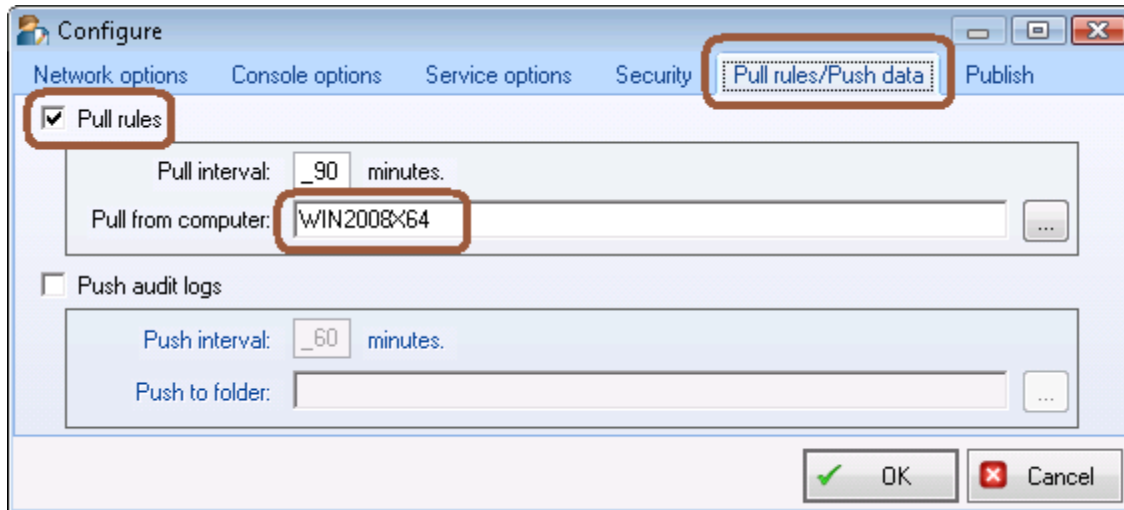 Configure
Network options Console options Service options Security Pull rules/Push data Publish
Pull rules
Pull interval: _90 minutes.
Pull from computer: WIN2008X64 ...
Push audit logs
Push interval: _60 minutes.
Push to folder: ...
OK Cancel